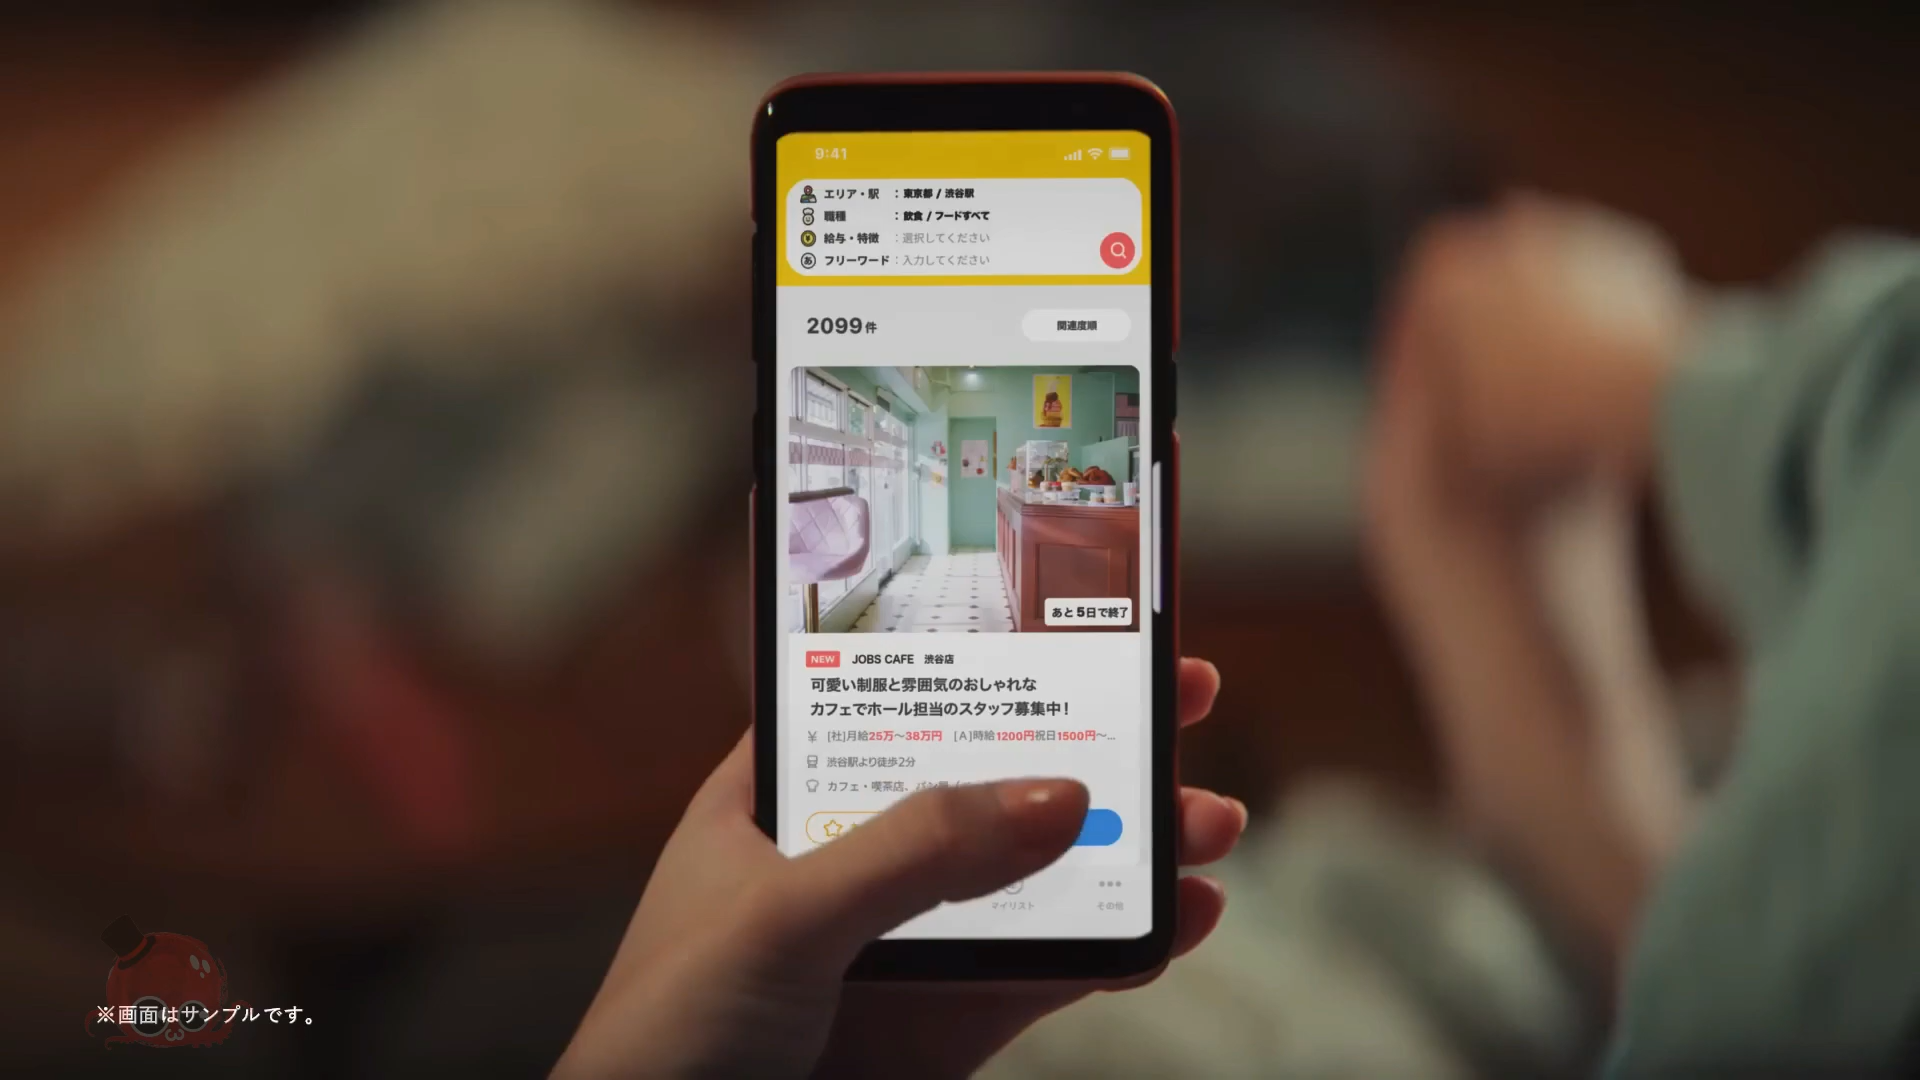 9:41
エリア・駅 : 東京都 / 渋谷駅
職種 : 飲食 / フードすべて
給与・特徴 : 選択してください
あ フリーワード : 入力してください
2099件
関連度順
あと5日で終了
NEW JOBS CAFE 渋谷店
可愛い制服と雰囲気のおしゃれな
カフェでホール担当のスタッフ募集中!
¥ [社]月給25万〜38万円 [A]時給1200円祝日1500円〜...
渋谷駅より徒歩2分
カフェ・喫茶店、パン屋
マイリスト
その他
※画面はサンプルです。